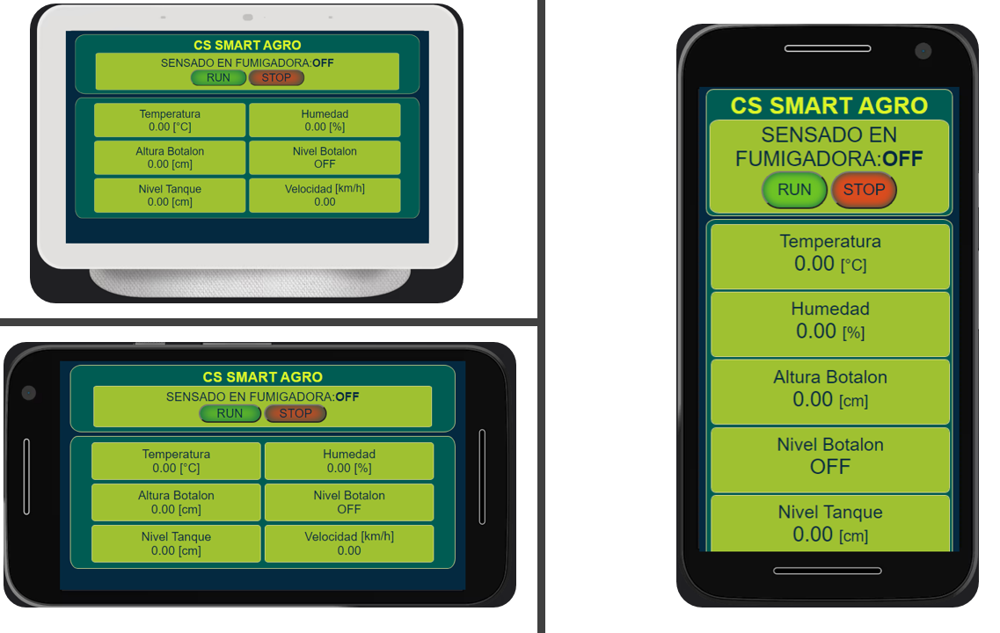 CS SMART AGRO
SENSADO EN FUMIGADORA:OFF
RUN STOP
Temperatura
0.00 [°C]
Humedad
0.00 [%]
Altura Botalon
0.00 [cm]
Nivel Botalon
OFF
Nivel Tanque
0.00 [cm]
Velocidad [km/h]
0.00
CS SMART AGRO
SENSADO EN FUMIGADORA:OFF
RUN STOP
Temperatura
0.00 [°C]
Humedad
0.00 [%]
Altura Botalon
0.00 [cm]
Nivel Botalon
OFF
Nivel Tanque
0.00 [cm]
Velocidad [km/h]
0.00
CS SMART AGRO
SENSADO EN
FUMIGADORA:OFF
RUN STOP
Temperatura
0.00 [°C]
Humedad
0.00 [%]
Altura Botalon
0.00 [cm]
Nivel Botalon
OFF
Nivel Tanque
0.00 [cm]